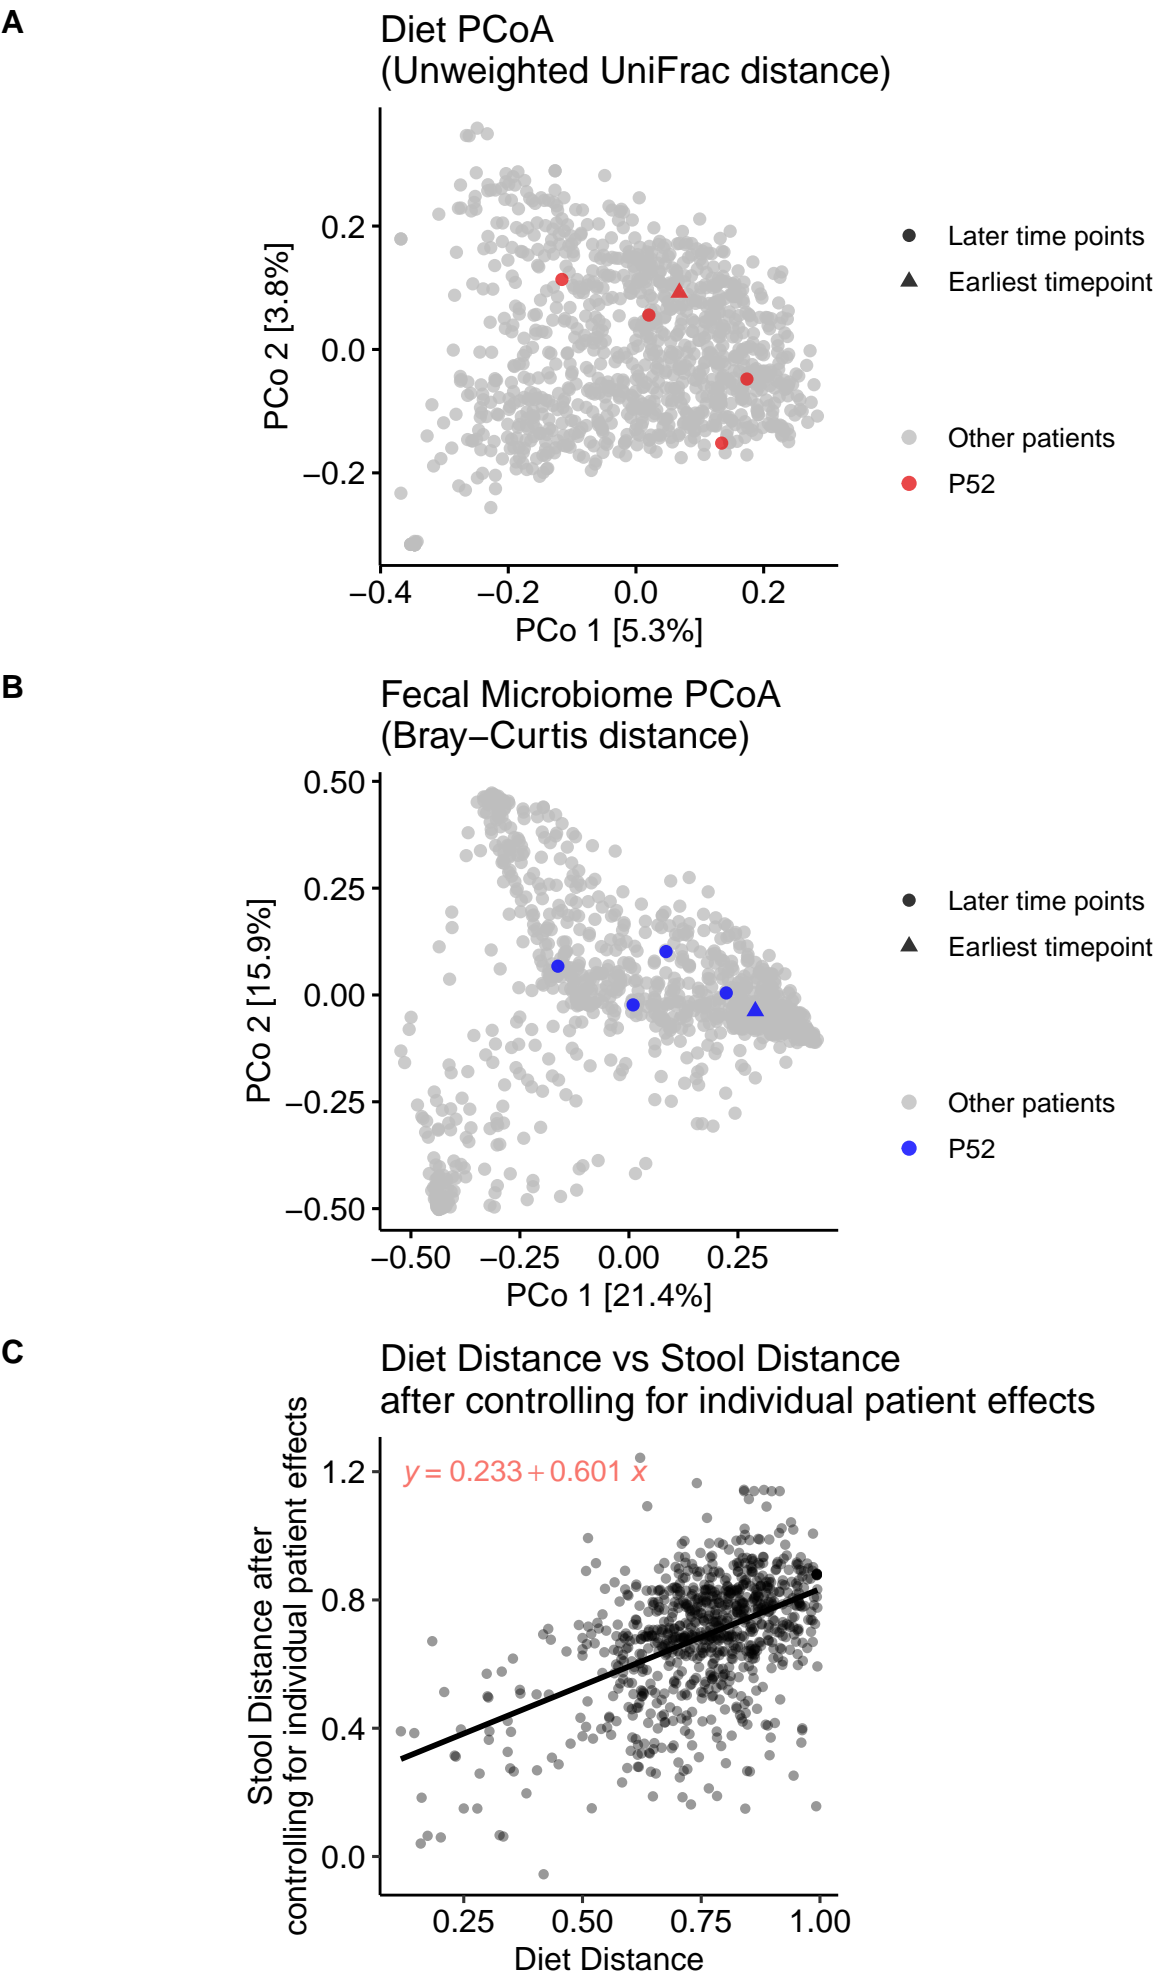 A
Diet PCoA
(Unweighted UniFrac distance)
PCo 2 [3.8%]
0.2
0.0
−0.2
−0.4
−0.2
0.0
0.2
PCo 1 [5.3%]
Later time points
Earliest timepoint
Other patients
P52
B
Fecal Microbiome PCoA
(Bray−Curtis distance)
PCo 2 [15.9%]
0.50
0.25
0.00
−0.25
−0.50
−0.50
−0.25
0.00
0.25
PCo 1 [21.4%]
Later time points
Earliest timepoint
Other patients
P52
C
Diet Distance vs Stool Distance
after controlling for individual patient effects
Stool Distance after
controlling for individual patient effects
y = 0.233 + 0.601 x
1.2
0.8
0.4
0.0
0.25
0.50
0.75
1.00
Diet Distance